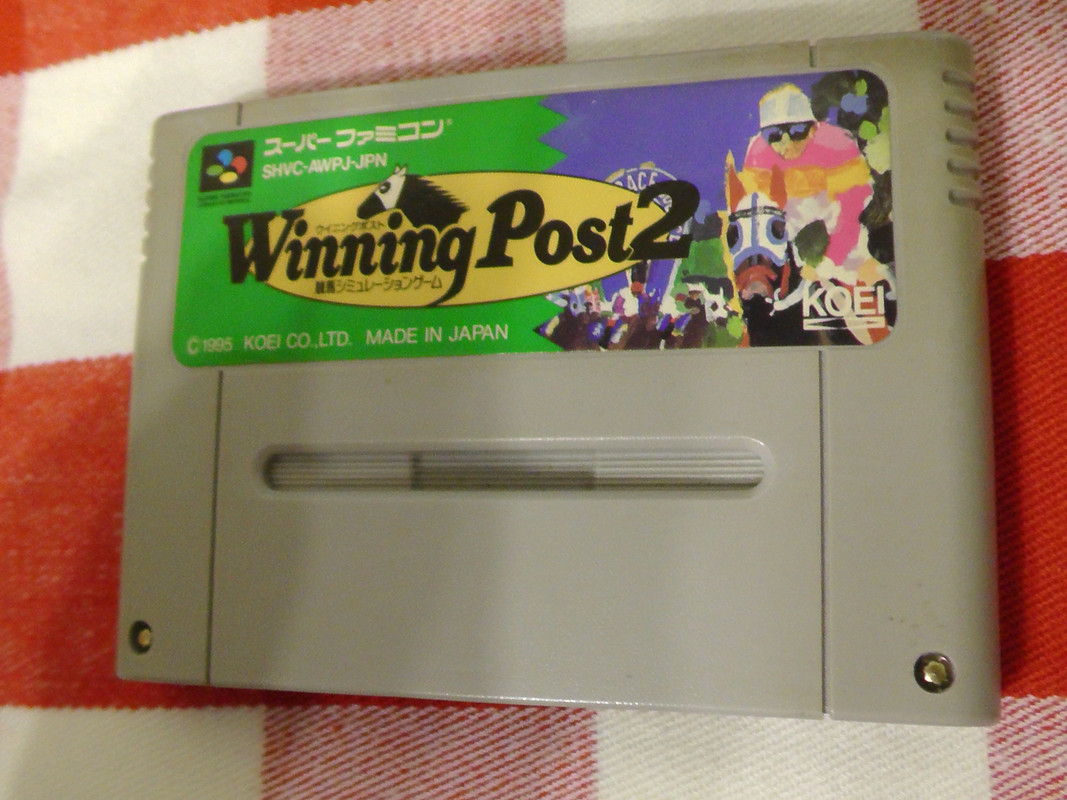 スーパーファミコン®
SHVC-AWPJ-JPN
ウイニングポスト
Winning Post 2
競馬シミュレーションゲーム
KOEI
©1995 KOEI CO.,LTD. MADE IN JAPAN